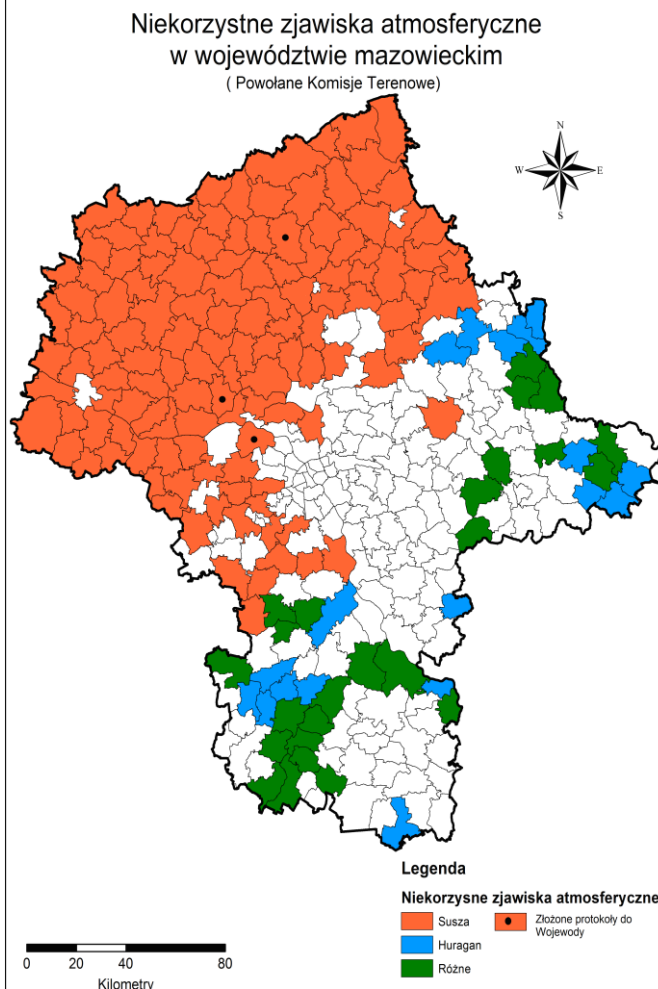 Niekorzystne zjawiska atmosferyczne
w województwie mazowieckim
( Powołane Komisje Terenowe)
N
W
E
S
Legenda
Niekorzysne zjawiska atmosferyczne
Susza
Złożone protokoły do
Wojewody
Huragan
Różne
0 20 40 80
Kilometry